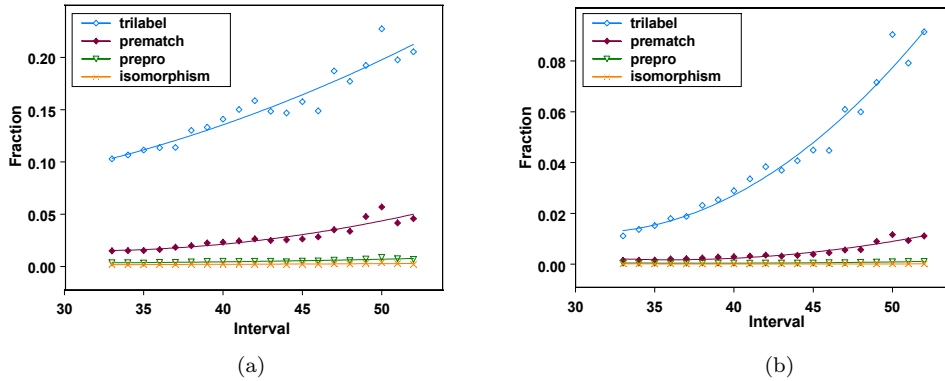 trilabel
prematch
prepro
isomorphism
0.20
0.15
0.10
0.05
0.00
Fraction
30
35
40
45
50
Interval
(a)
trilabel
prematch
prepro
isomorphism
0.08
0.06
0.04
0.02
0.00
Fraction
30
35
40
45
50
Interval
(b)